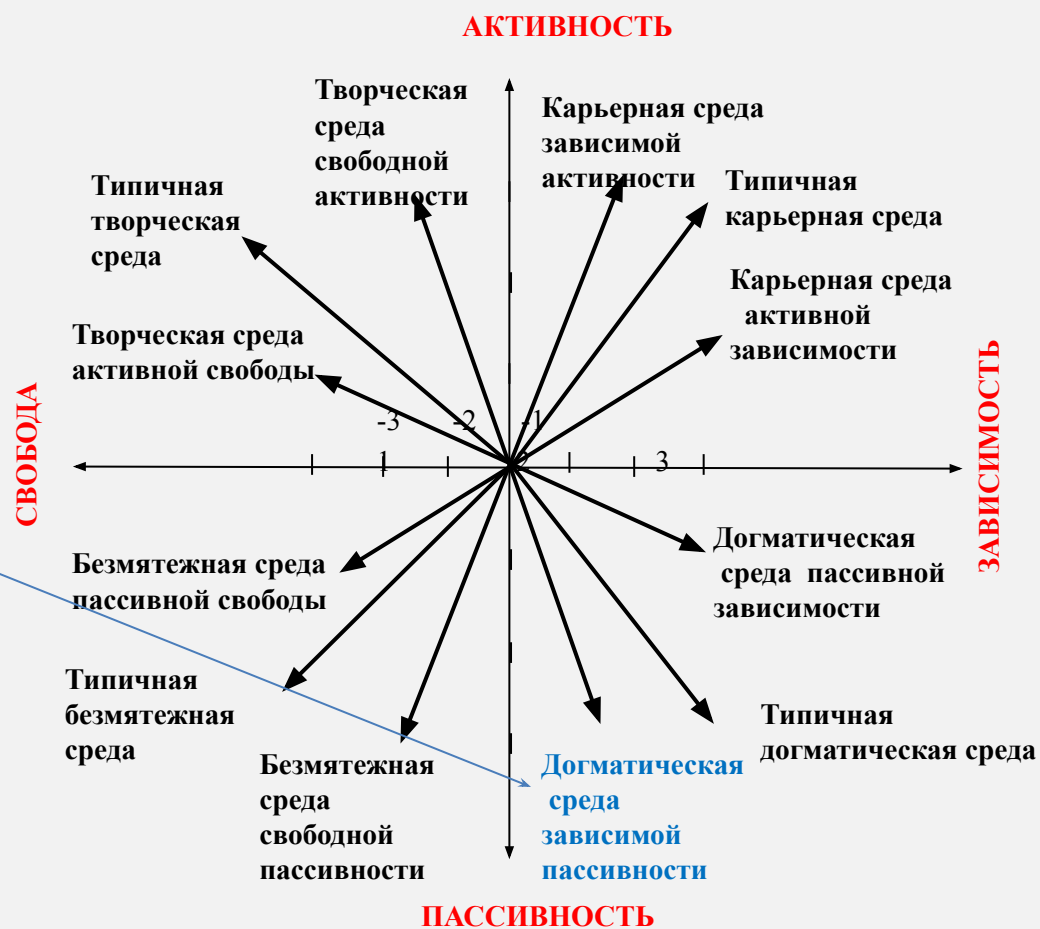 АКТИВНОСТЬ
Творческая
среда
свободной
активности
Карьерная среда
зависимой
активности
Типичная
творческая
среда
Типичная
карьерная среда
Карьерная среда
активной
зависимости
Творческая среда
активной свободы
СВОБОДА
ЗАВИСИМОСТЬ
-3 -2 -1
1 2 3
Безмятежная среда
пассивной свободы
Догматическая
среда пассивной
зависимости
Типичная
безмятежная
среда
Типичная
догматическая среда
Безмятежная
среда
свободной
пассивности
Догматическая
среда
зависимой
пассивности
ПАССИВНОСТЬ